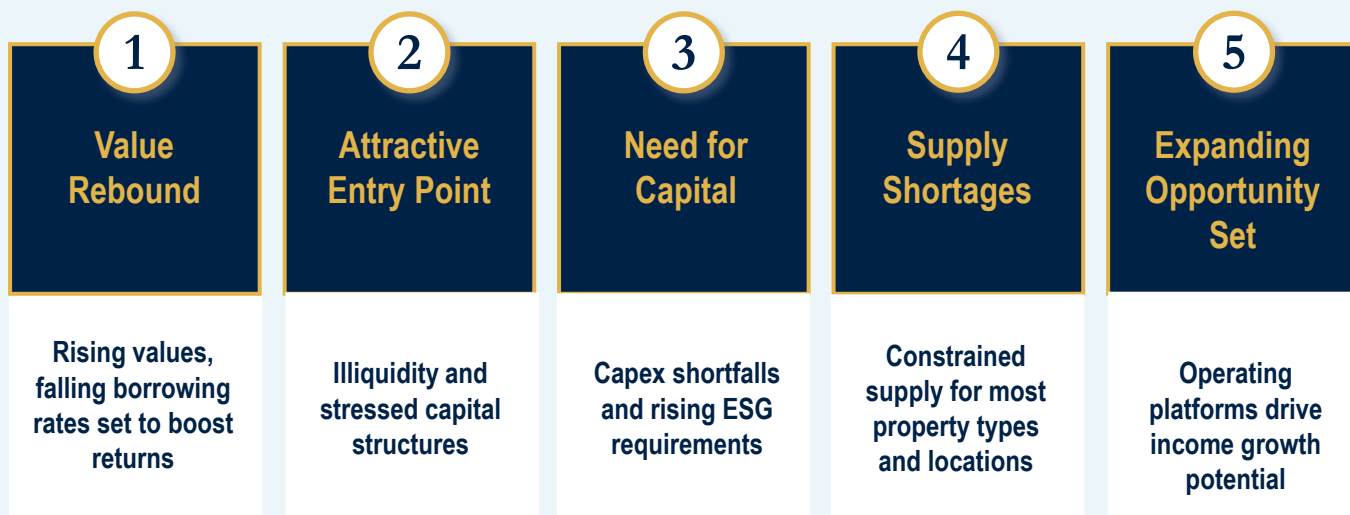 1
Value
Rebound
Rising values,
falling borrowing
rates set to boost
returns
2
Attractive
Entry Point
Illiquidity and
stressed capital
structures
3
Need for
Capital
Capex shortfalls
and rising ESG
requirements
4
Supply
Shortages
Constrained
supply for most
property types
and locations
5
Expanding
Opportunity
Set
Operating
platforms drive
income growth
potential